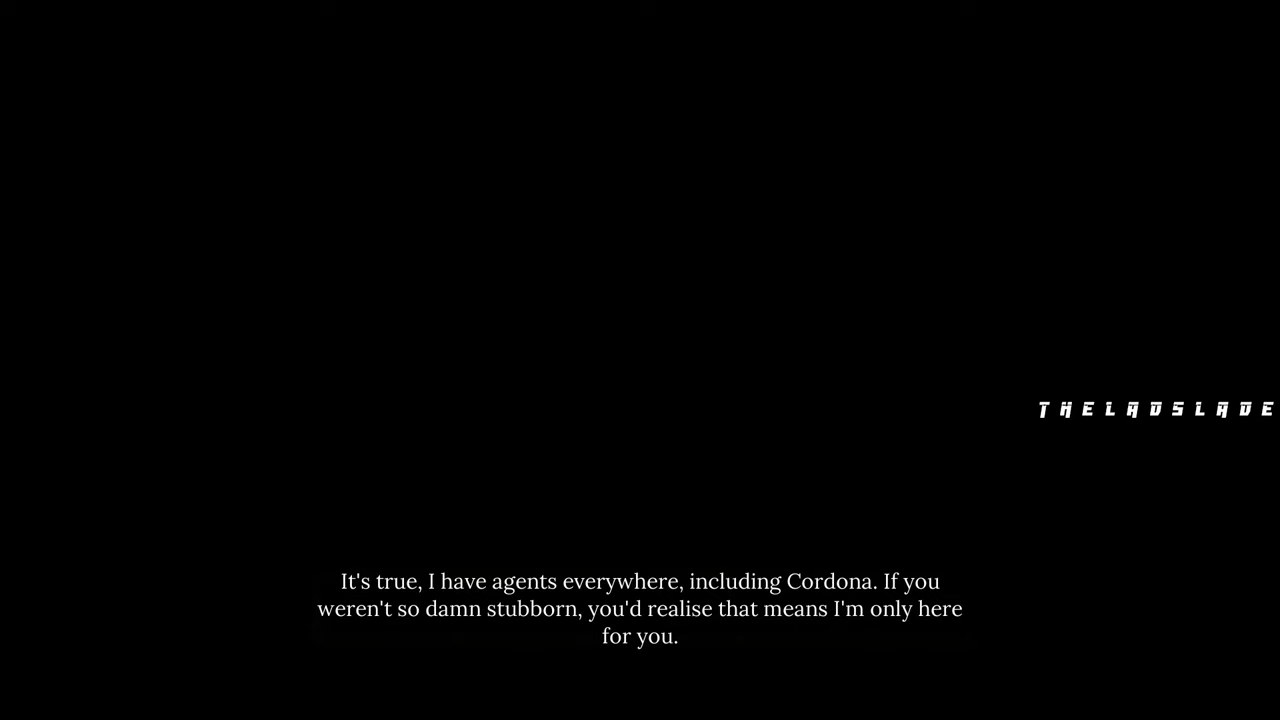 THELADSLADE
It's true, I have agents everywhere, including Cordona. If you
weren't so damn stubborn, you'd realise that means I'm only here
for you.